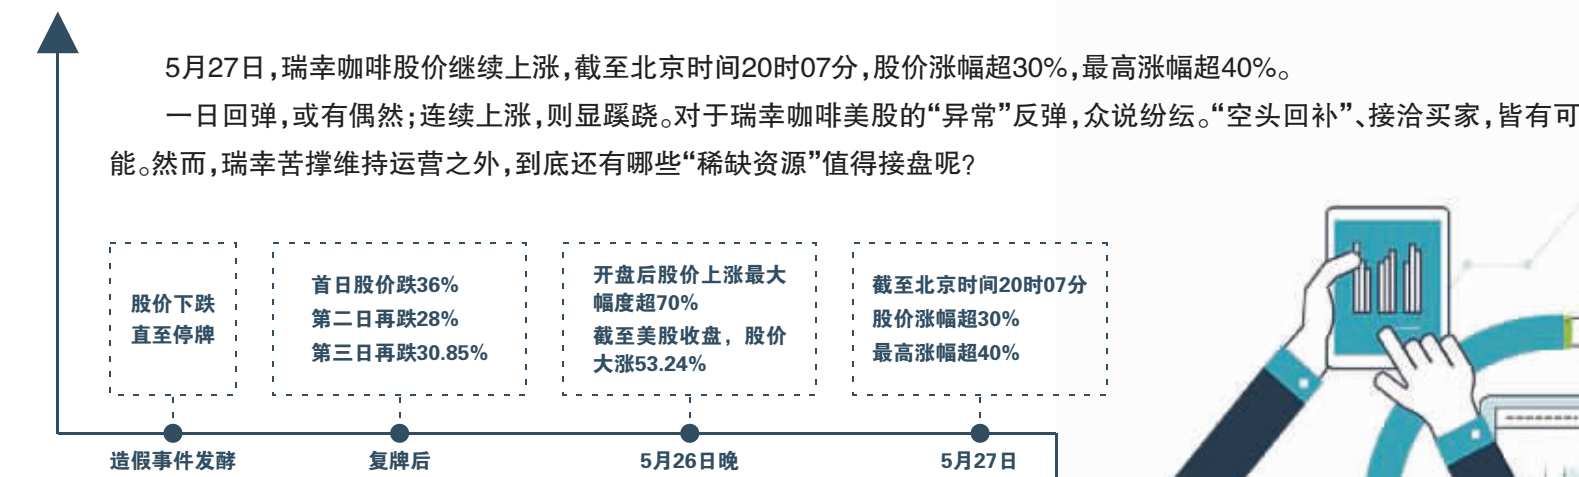 5月27日，瑞幸咖啡股价继续上涨，截至北京时间20时07分，股价涨幅超30%，最高涨幅超40%。
一日回弹，或有偶然；连续上涨，则显蹊跷。对于瑞幸咖啡美股的“异常”反弹，众说纷纭。“空头回补”、接洽买家，皆有可
能。然而，瑞幸苦撑维持运营之外，到底还有哪些“稀缺资源”值得接盘呢？
股价下跌
直至停牌
造假事件发酵
首日股价跌36%
第二日再跌28%
第三日再跌30.85%
复牌后
开盘后股价上涨最大
幅度超70%
截至美股收盘，股价
大涨53.24%
5月26日晚
截至北京时间20时07分
股价涨幅超30%
最高涨幅超40%
5月27日